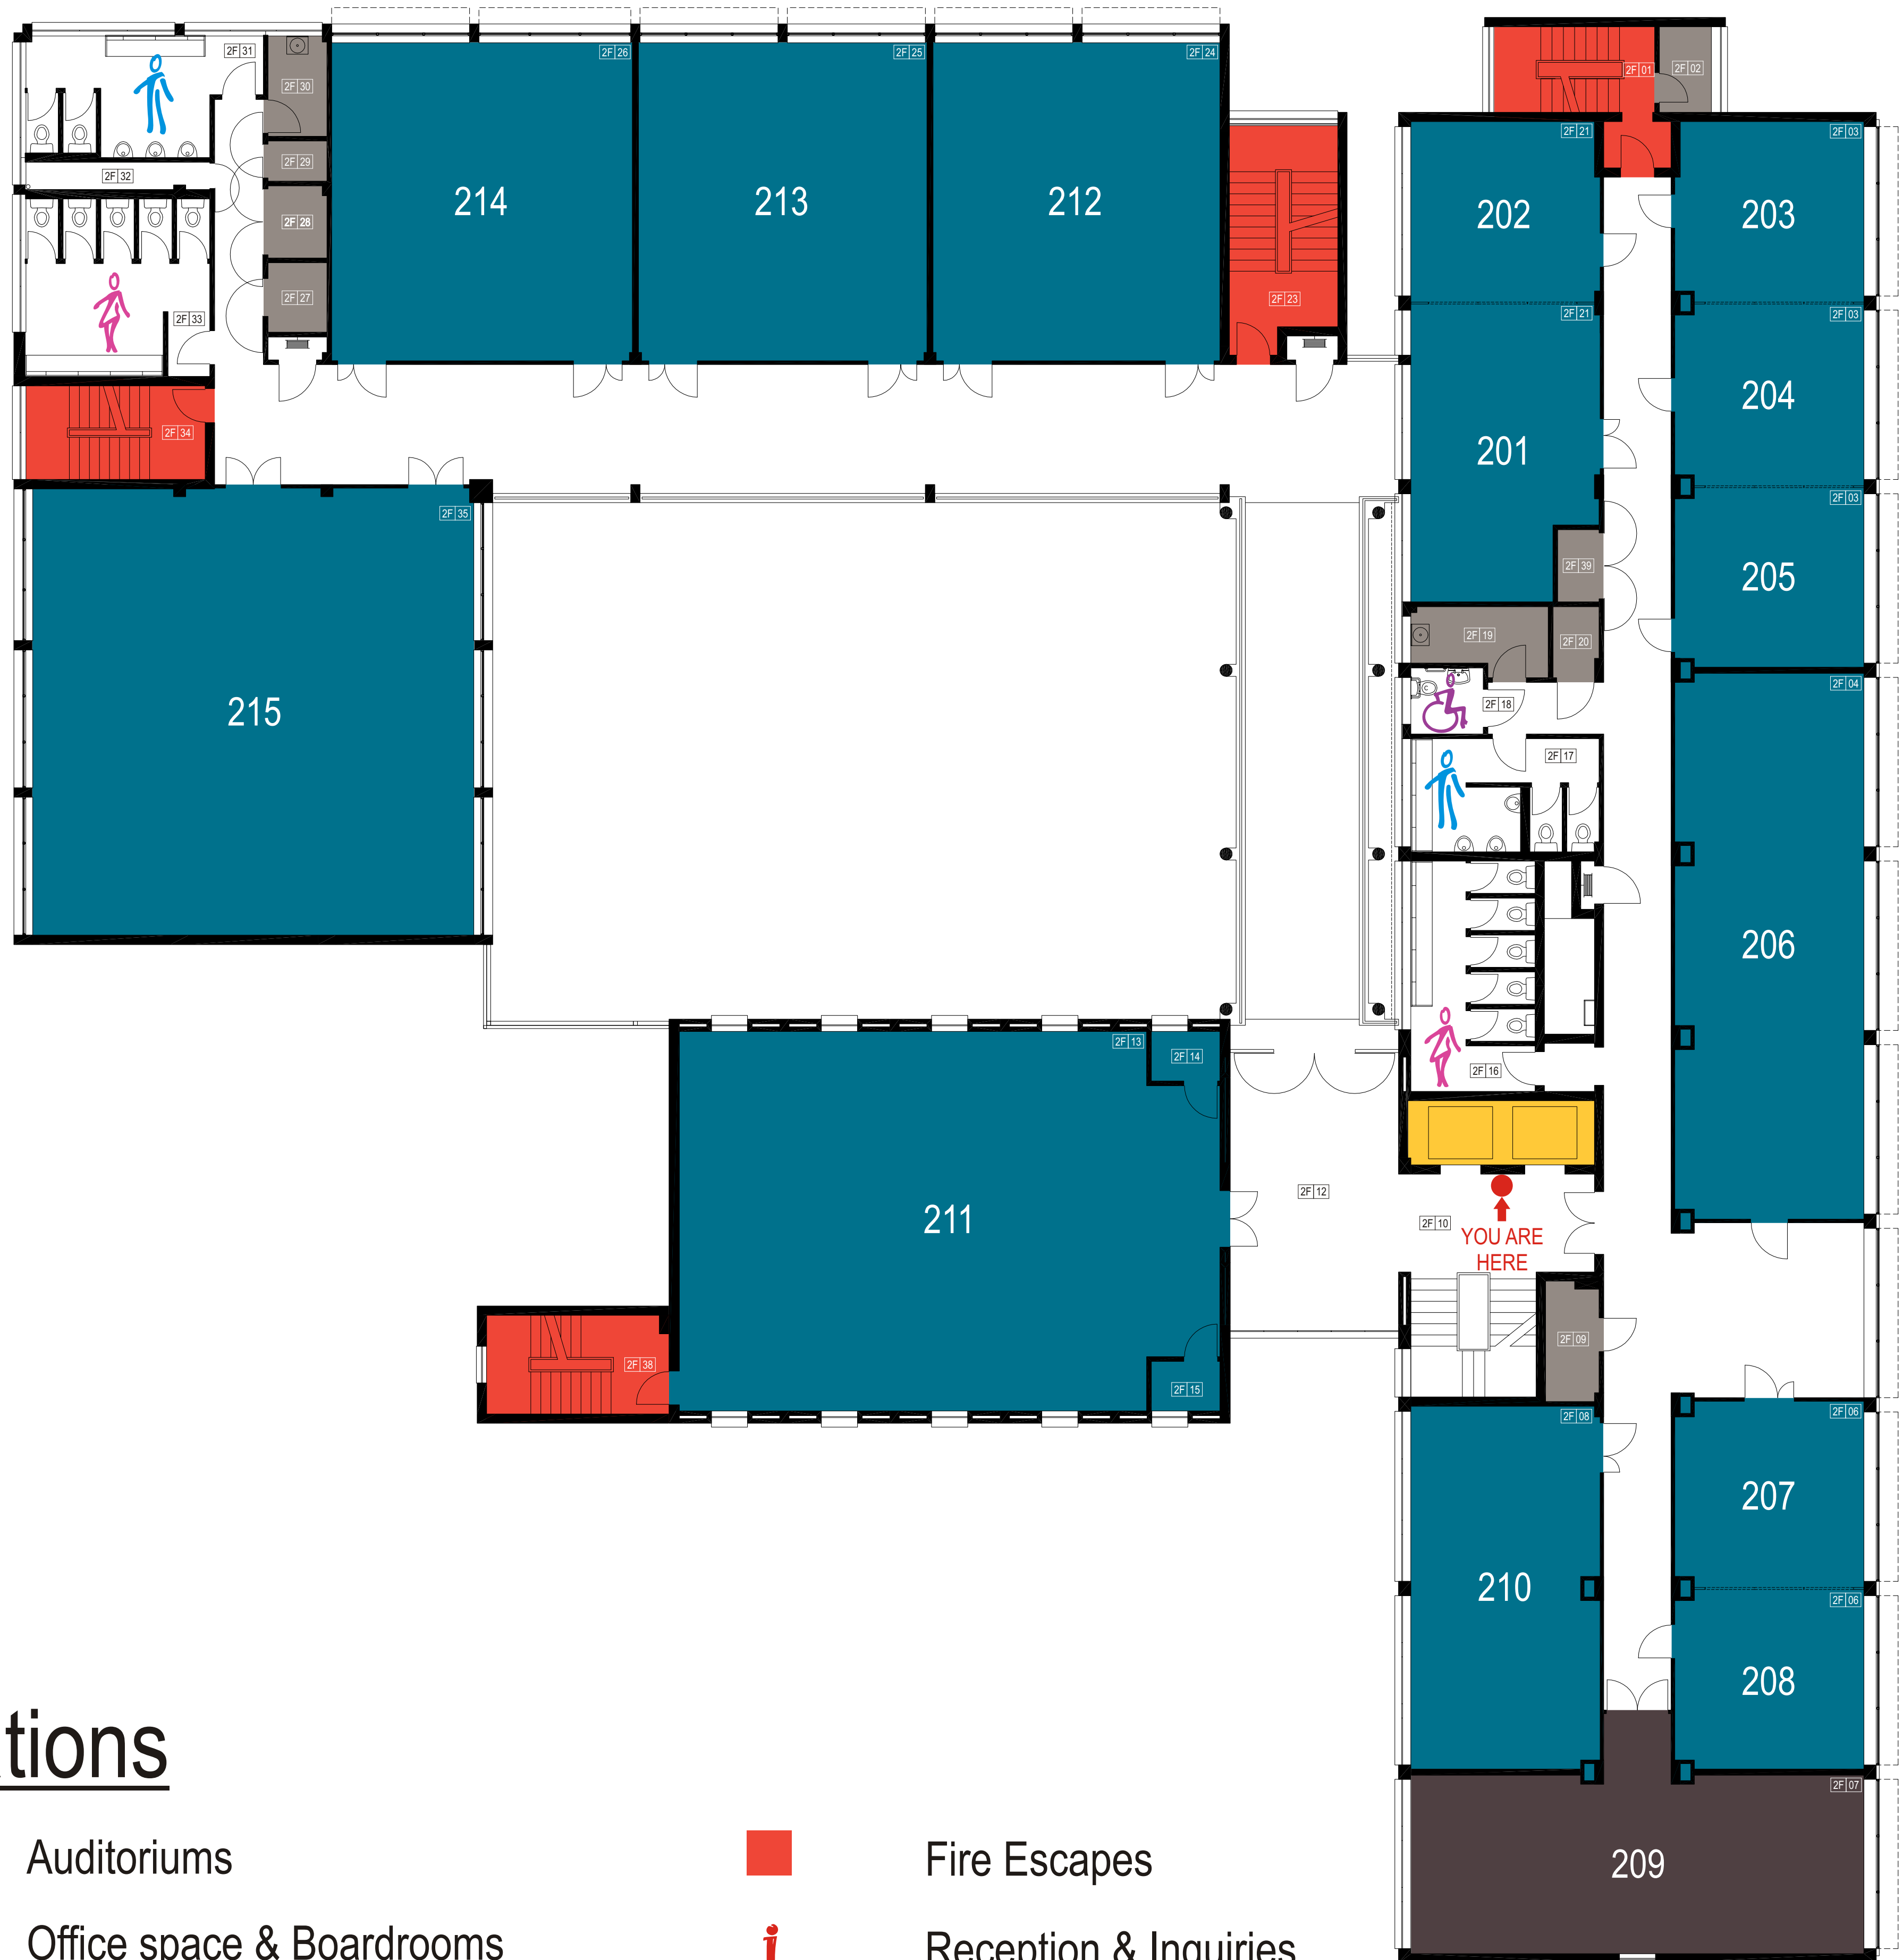 2F 31
2F 26
2F 25
2F 24
2F 01
2F 02
2F 30
2F 21
2F 03
2F 29
2F 32
214
213
212
202
203
2F 28
2F 27
2F 23
2F 33
2F 21
2F 03
204
2F 34
201
2F 03
2F 35
2F 39
205
2F 19
2F 20
2F 04
2F 18
215
2F 17
206
2F 13
2F 14
2F 16
211
2F 12
2F 10
YOU ARE
HERE
2F 09
2F 38
2F 15
2F 08
2F 06
207
210
2F 06
208
tions
2F 07
Auditoriums
Fire Escapes
209
Office space & Boardrooms
i
Reception & Inquiries